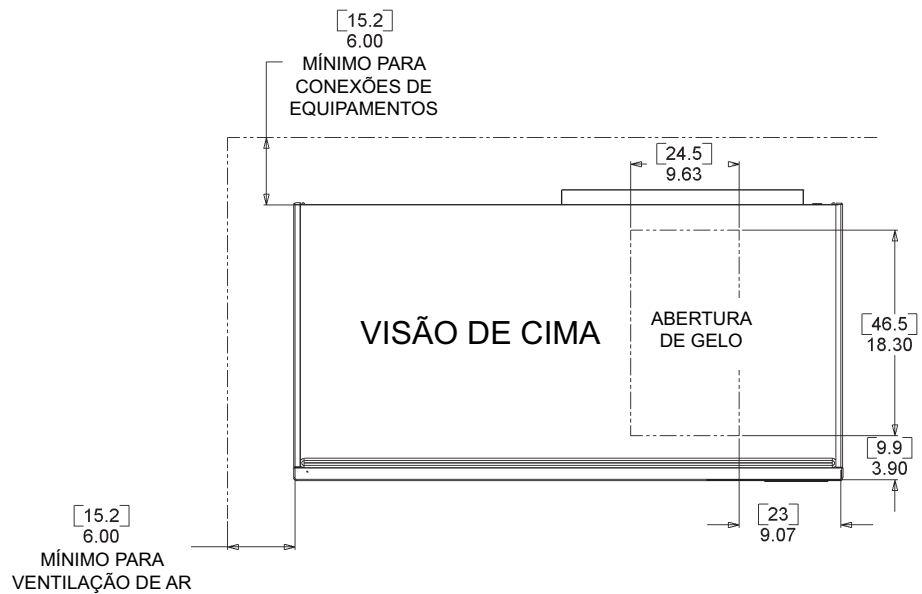 [15.2]
6.00
MÍNIMO PARA
CONEXÕES DE
EQUIPAMENTOS
[24.5]
9.63
VISÃO DE CIMA
ABERTURA
DE GELO
[46.5]
18.30
[9.9]
3.90
[23]
9.07
[15.2]
6.00
MÍNIMO PARA
VENTILAÇÃO DE AR